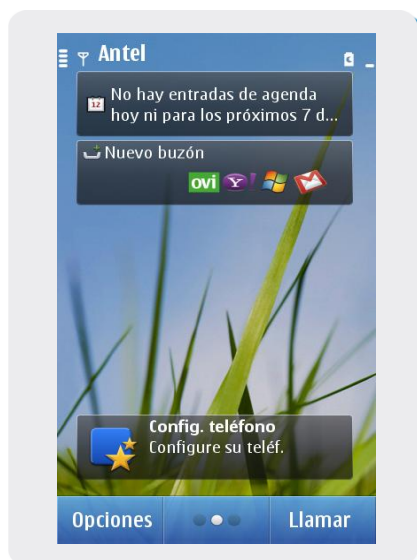 Antel
12
No hay entradas de agenda
hoy ni para los próximos 7 d...
Nuevo buzón
ovi Y!
Config. teléfono
Configure su teléf.
Opciones
Llamar